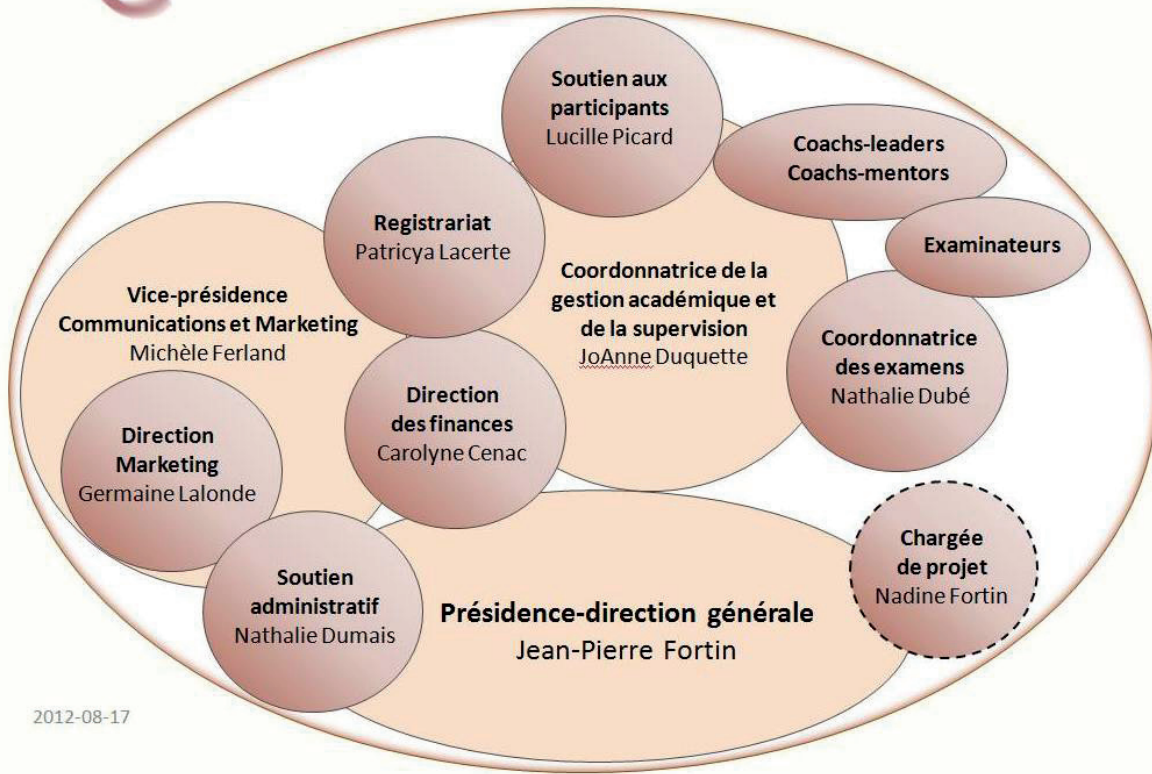 Soutien aux
participants
Lucille Picard
Coachs-leaders
Coachs-mentors
Registrariat
Patricya Lacerte
Examinateurs
Vice-présidence
Communications et Marketing
Michèle Ferland
Coordonnatrice de la
gestion académique et
de la supervision
JoAnne Duquette
Coordonnatrice
des examens
Nathalie Dubé
Direction
des finances
Carolyne Cenac
Direction
Marketing
Germaine Lalonde
Chargée
de projet
Nadine Fortin
Soutien
administratif
Nathalie Dumais
Présidence-direction générale
Jean-Pierre Fortin
2012-08-17